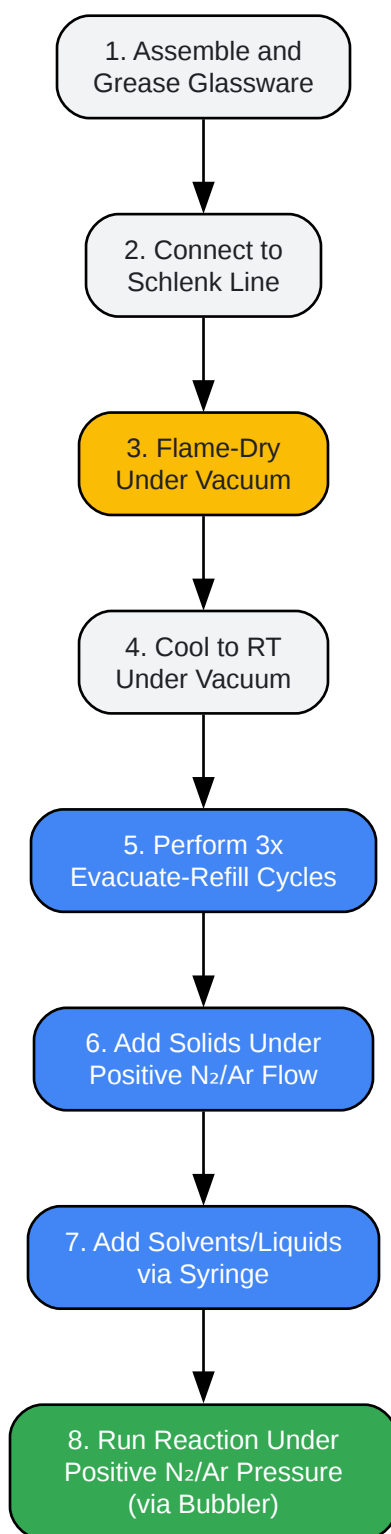 1. Assemble and
Grease Glassware
2. Connect to
Schlenk Line
3. Flame-Dry
Under Vacuum
4. Cool to RT
Under Vacuum
5. Perform 3x
Evacuate-Refill Cycles
6. Add Solids Under
Positive N₂/Ar Flow
7. Add Solvents/Liquids
via Syringe
8. Run Reaction Under
Positive N₂/Ar Pressure
(via Bubbler)